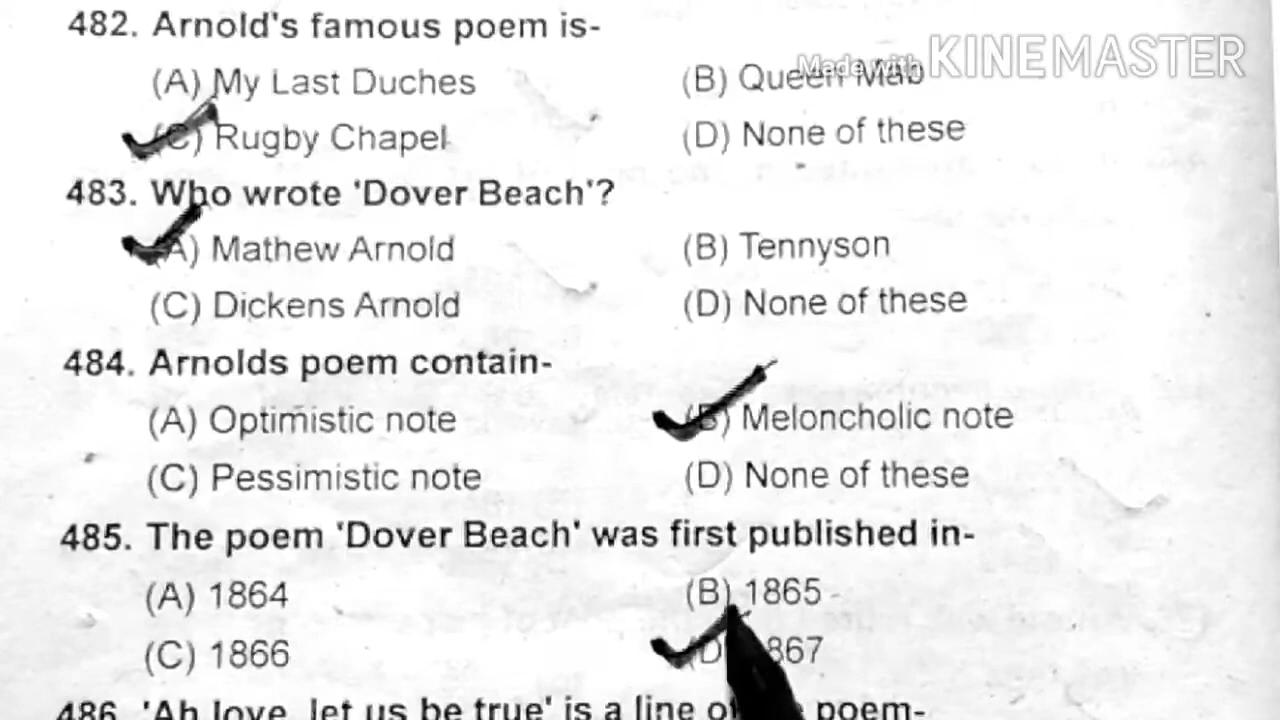 482. Arnold's famous poem is-
Made with KINEMASTER
(A) My Last Duches (B) Queen Mab
(C) Rugby Chapel (D) None of these
483. Who wrote 'Dover Beach'?
(A) Mathew Arnold (B) Tennyson
(C) Dickens Arnold (D) None of these
484. Arnolds poem contain-
(A) Optimistic note (B) Meloncholic note
(C) Pessimistic note (D) None of these
485. The poem 'Dover Beach' was first published in-
(A) 1864 (B) 1865
(C) 1866 (D) 1867
486. 'Ah love, let us be true' is a line poem-